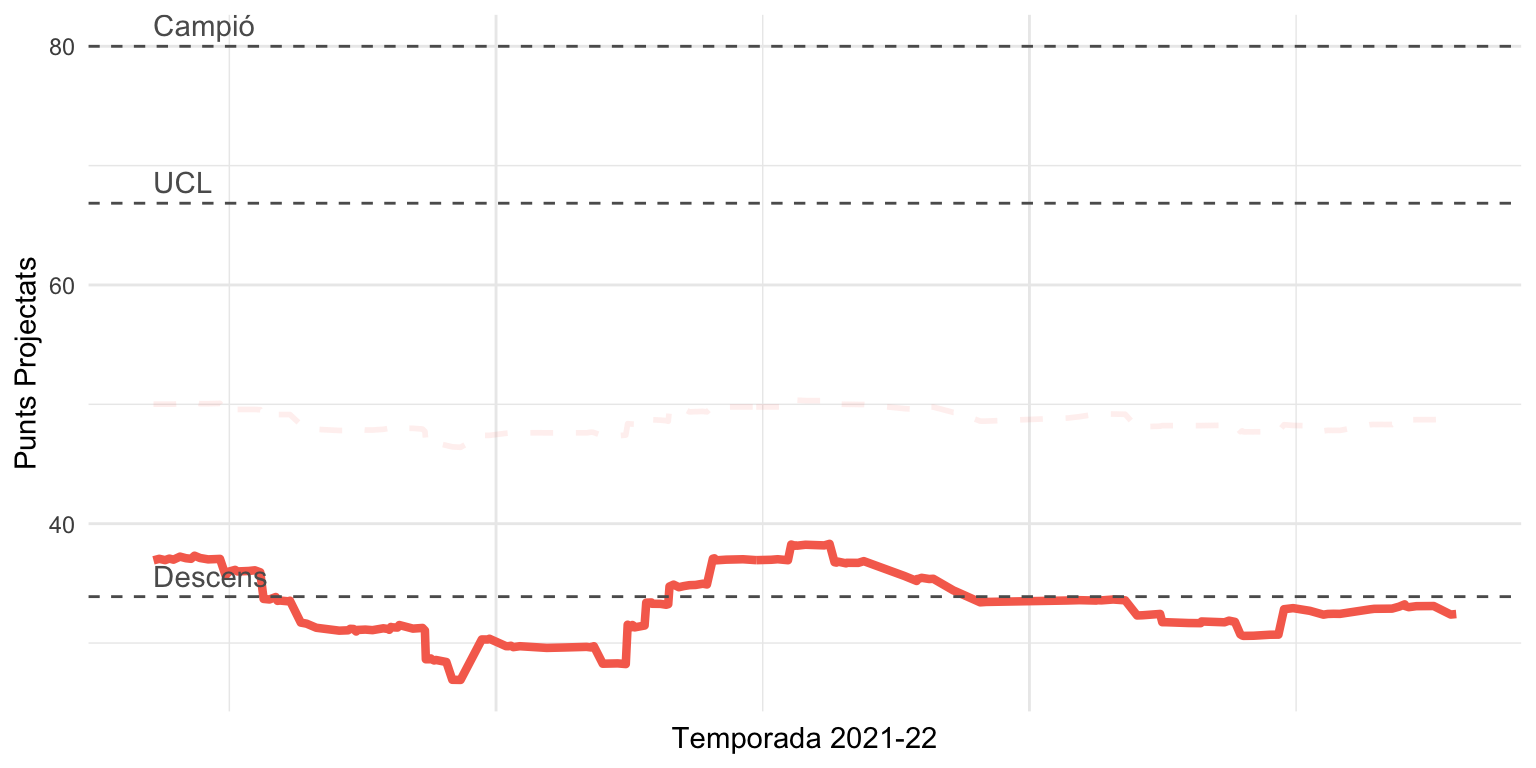 Campió
80
UCL
60
Punts Projectats
40
Descens
Temporada 2021-22